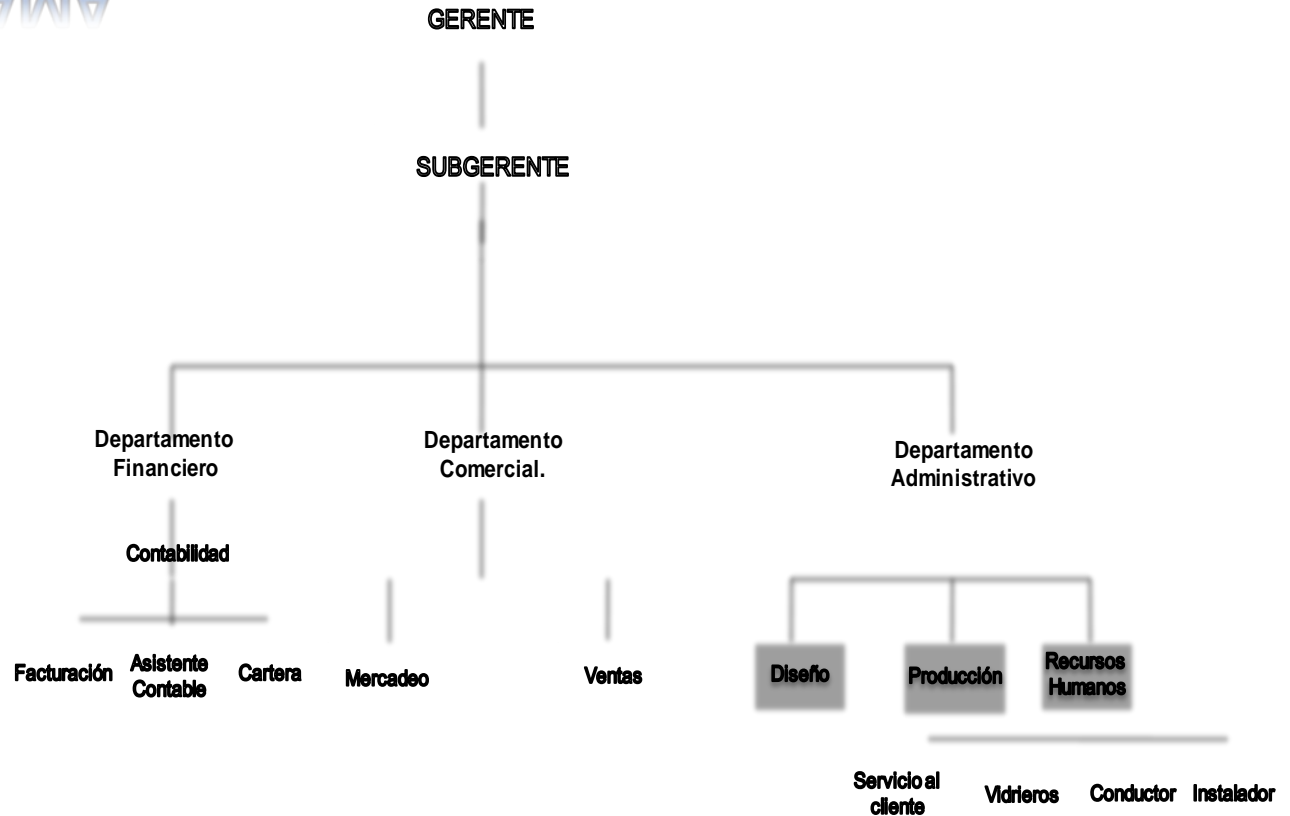 GERENTE
SUBGERENTE
Departamento
Financiero
Departamento
Comercial.
Departamento
Administrativo
Contabilidad
Facturación
Asistente
Contable
Cartera
Mercadeo
Ventas
Diseño
Producción
Recursos
Humanos
Servicio al
cliente
Vidrieros
Conductor
Instalador